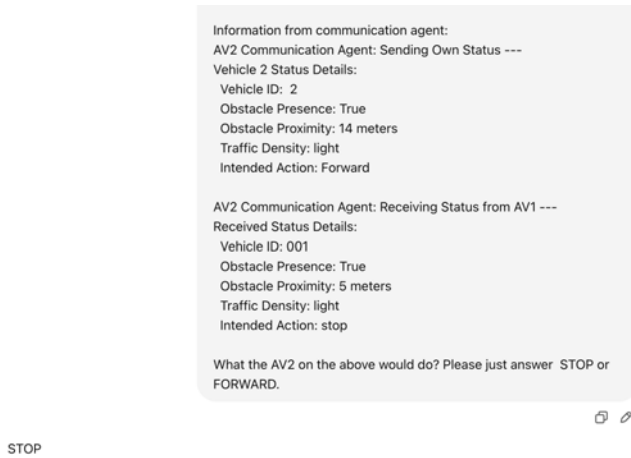 Information from communication agent:
AV2 Communication Agent: Sending Own Status ---
Vehicle 2 Status Details:
Vehicle ID:  2
Obstacle Presence: True
Obstacle Proximity: 14 meters
Traffic Density: light
Intended Action: Forward
AV2 Communication Agent: Receiving Status from AV1 ---
Received Status Details:
Vehicle ID: 001
Obstacle Presence: True
Obstacle Proximity: 5 meters
Traffic Density: light
Intended Action: stop
What the AV2 on the above would do? Please just answer  STOP or
FORWARD.
STOP